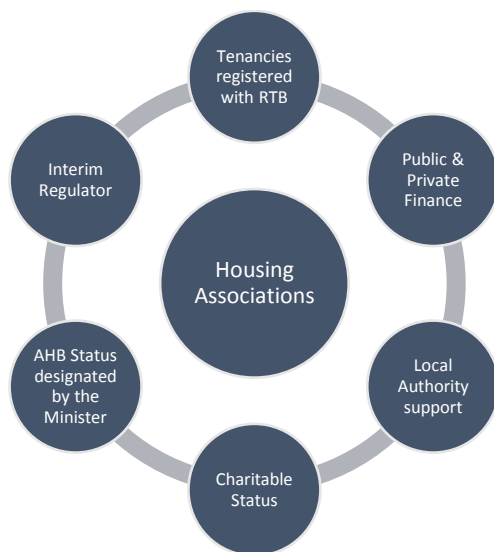 Tenancies
registered
with RTB
Public &
Private
Finance
Local
Authority
support
Charitable
Status
AHB Status
designated
by the
Minister
Interim
Regulator
Housing
Associations